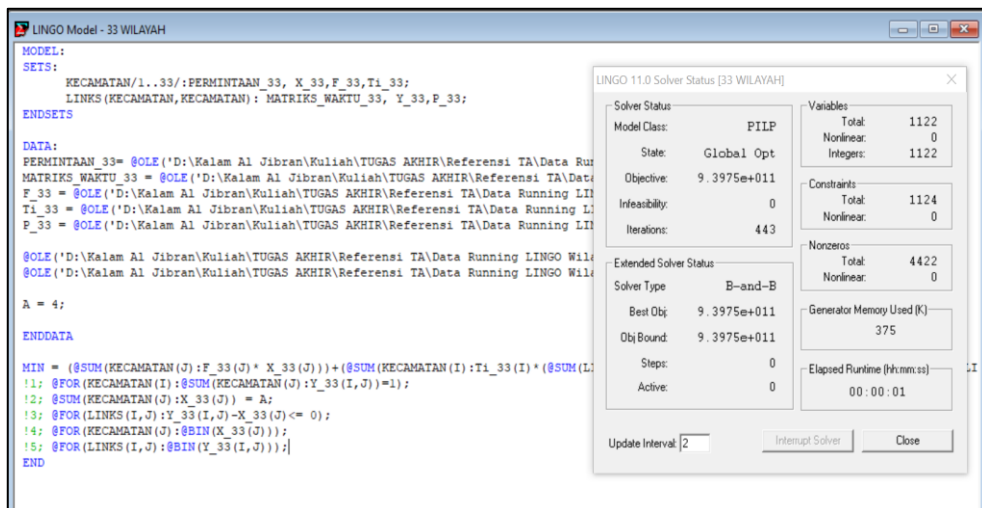 LINGO Model - 33 WILAYAH
MODEL:
SETS:
KECAMATAN/1..33/:PERMINTAAN_33, X_33,F_33,Ti_33;
LINKS(KECAMATAN,KECAMATAN): MATRIKS_WAKTU_33, Y_33,P_33;
ENDSETS
DATA:
PERMINTAAN_33= @OLE('D:\Kalam Al Jibran\Kuliah\TUGAS AKHIR\Referensi TA\Data Run
MATRIKS_WAKTU_33 = @OLE('D:\Kalam Al Jibran\Kuliah\TUGAS AKHIR\Referensi TA\Data
F_33 = @OLE('D:\Kalam Al Jibran\Kuliah\TUGAS AKHIR\Referensi TA\Data Running LIN
Ti_33 = @OLE('D:\Kalam Al Jibran\Kuliah\TUGAS AKHIR\Referensi TA\Data Running LI
P_33 = @OLE('D:\Kalam Al Jibran\Kuliah\TUGAS AKHIR\Referensi TA\Data Running LIN
@OLE('D:\Kalam Al Jibran\Kuliah\TUGAS AKHIR\Referensi TA\Data Running LINGO Wila
@OLE('D:\Kalam Al Jibran\Kuliah\TUGAS AKHIR\Referensi TA\Data Running LINGO Wila
A = 4;
ENDDATA
MIN = (@SUM(KECAMATAN(J):F_33(J)* X_33(J)))+(@SUM(KECAMATAN(I):Ti_33(I)*(@SUM(LI
LI
!1; @FOR(KECAMATAN(I):@SUM(KECAMATAN(J):Y_33(I,J))=1);
!2; @SUM(KECAMATAN(J):X_33(J)) = A;
!3; @FOR(LINKS(I,J):Y_33(I,J)-X_33(J)<= 0);
!4; @FOR(KECAMATAN(J):@BIN(X_33(J)));
!5; @FOR(LINKS(I,J):@BIN(Y_33(I,J)));
END
LINGO 11.0 Solver Status [33 WILAYAH]
Solver Status
Model Class: PILP
State: Global Opt
Objective: 9.3975e+011
Infeasibility: 0
Iterations: 443
Extended Solver Status
Solver Type B-and-B
Best Obj: 9.3975e+011
Obj Bound: 9.3975e+011
Steps: 0
Active: 0
Update Interval: 2
Variables
Total: 1122
Nonlinear: 0
Integers: 1122
Constraints
Total: 1124
Nonlinear: 0
Nonzeros
Total: 4422
Nonlinear: 0
Generator Memory Used (K)
375
Elapsed Runtime (hh:mm:ss)
00:00:01
Interrupt Solver
Close